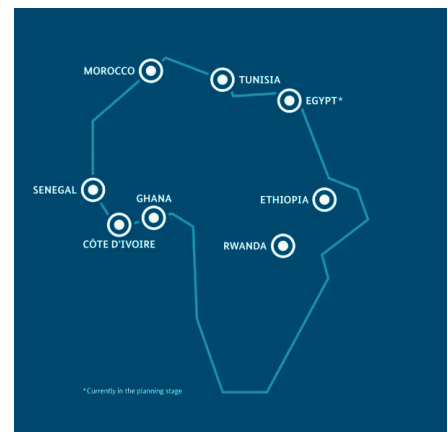 MOROCCO
TUNISIA
EGYPT*
SENEGAL
GHANA
ETHIOPIA
CÔTE D'IVOIRE
RWANDA
*Currently in the planning stage